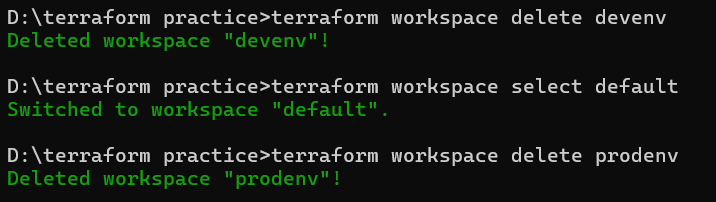 D:\terraform practice>terraform workspace delete devenv
Deleted workspace "devenv"!
D:\terraform practice>terraform workspace select default
Switched to workspace "default".
D:\terraform practice>terraform workspace delete prodenv
Deleted workspace "prodenv"!